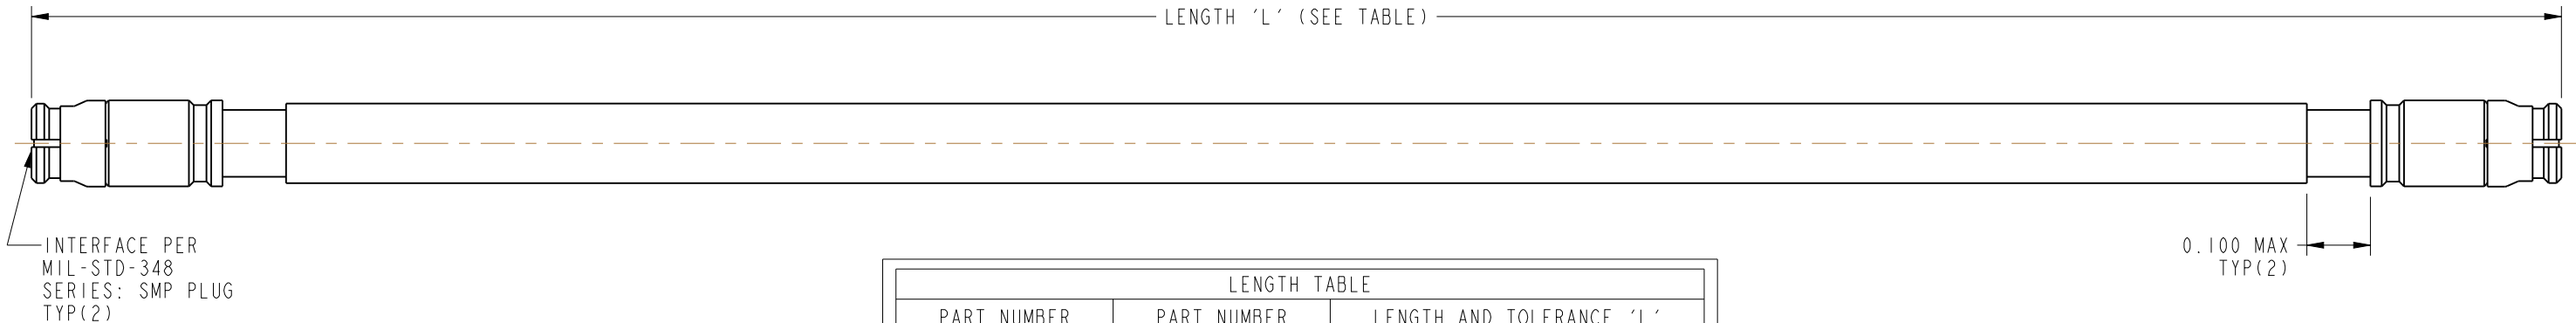 LENGTH 'L' (SEE TABLE)
INTERFACE PER
MIL-STD-348
SERIES: SMP PLUG
TYP(2)
0.100 MAX
TYP(2)
LENGTH TABLE
PART NUMBER PART NUMBER LENGTH AND TOLERANCE 'L'